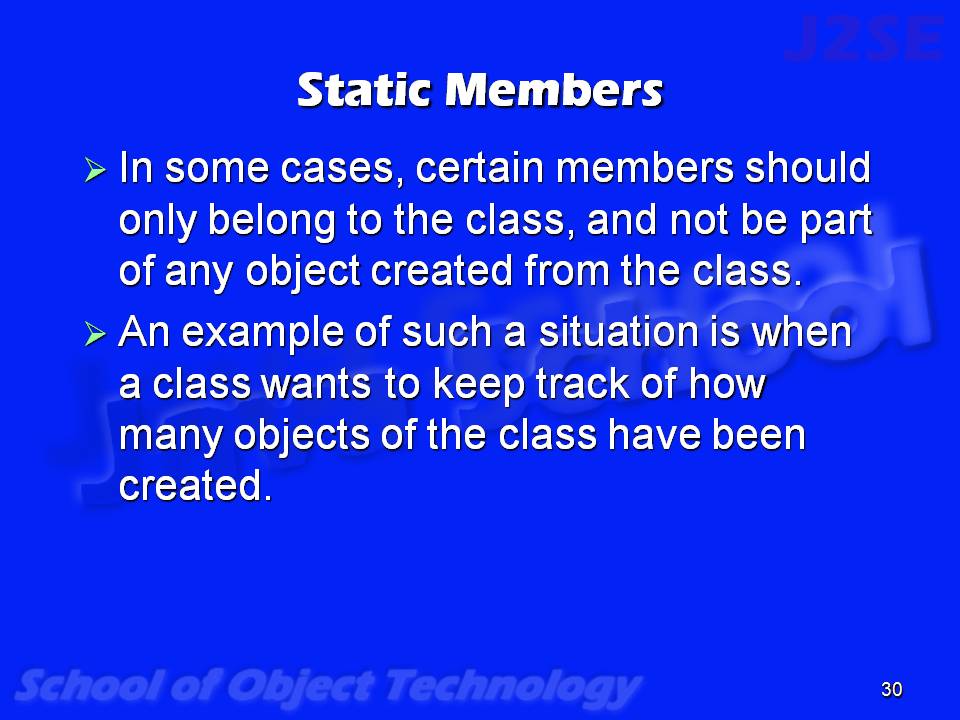 J2SE
Static Members
In some cases, certain members should
only belong to the class, and not be part
of any object created from the class.
An example of such a situation is when
a class wants to keep track of how
many objects of the class have been
created.
Java School
School of Object Technology
30